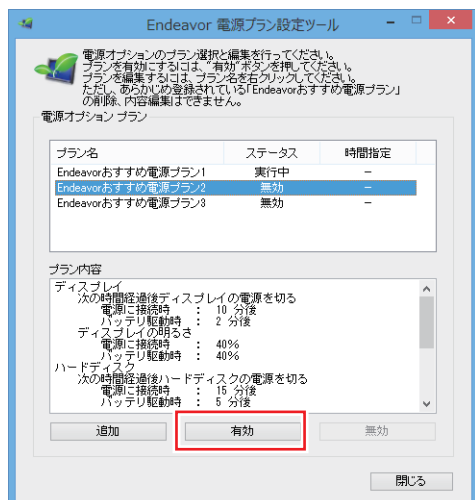 Endeavor 電源プラン設定ツール
電源オプションのプラン選択と編集を行ってください。
プランを有効にするには、"有効"ボタンを押してください。
プランを編集するには、プラン名を右クリックしてください。
ただし、あらかじめ登録されている「Endeavorおすすめ電源プラン」
の削除、内容編集はできません。
電源オプション プラン
プラン名 ステータス 時間指定
Endeavorおすすめ電源プラン1 実行中 －
Endeavorおすすめ電源プラン2 無効 －
Endeavorおすすめ電源プラン3 無効 －
プラン内容
ディスプレイ
次の時間経過後ディスプレイの電源を切る
電源に接続時 : 10 分後
バッテリ駆動時 : 2 分後
ディスプレイの明るさ
電源に接続時 : 40%
バッテリ駆動時 : 40%
ハードディスク
次の時間経過後ハードディスクの電源を切る
電源に接続時 : 15 分後
バッテリ駆動時 : 5 分後
追加 有効 無効
閉じる